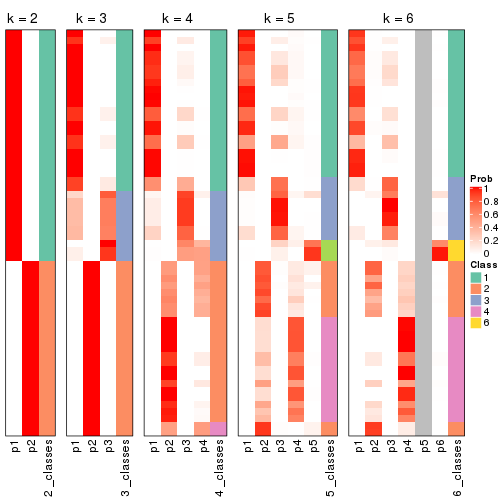 k = 2
k = 3
k = 4
k = 5
k = 6
Prob
1
0.8
0.6
0.4
0.2
0
Class
1
2
3
4
5
6
p1
p2
2_classes
p1
p2
p3
3_classes
p1
p2
p3
p4
4_classes
p1
p2
p3
p4
p5
5_classes
p1
p2
p3
p4
p5
p6
6_classes